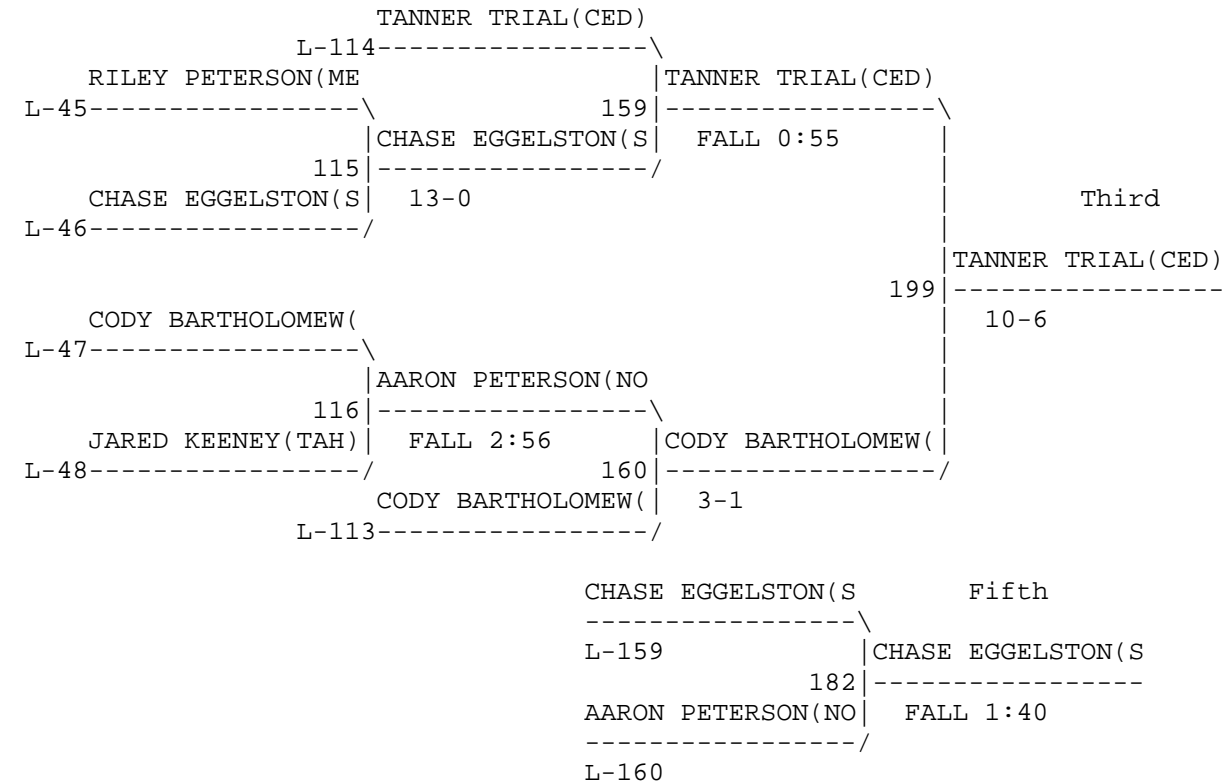 TANNER TRIAL(CED)
L-114-----------------\
RILEY PETERSON(ME |TANNER TRIAL(CED)
L-45-----------------\ 159|-----------------\
|CHASE EGGELSTON(S| FALL 0:55 |
115|-----------------/ |
CHASE EGGELSTON(S| 13-0 | Third
L-46-----------------/ |
|TANNER TRIAL(CED)
199|-----------------
CODY BARTHOLOMEW( | 10-6
L-47-----------------\ |
|AARON PETERSON(NO |
116|-----------------\ |
JARED KEENEY(TAH)| FALL 2:56 |CODY BARTHOLOMEW(|
L-48-----------------/ 160|-----------------/
CODY BARTHOLOMEW(| 3-1
L-113-----------------/
CHASE EGGELSTON(S Fifth
-----------------\
L-159 |CHASE EGGELSTON(S
182|-----------------
AARON PETERSON(NO| FALL 1:40
-----------------/
L-160